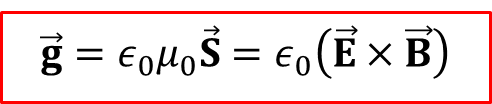 g⃗ = ϵ₀μ₀S⃗ = ϵ₀(E⃗ × B⃗)